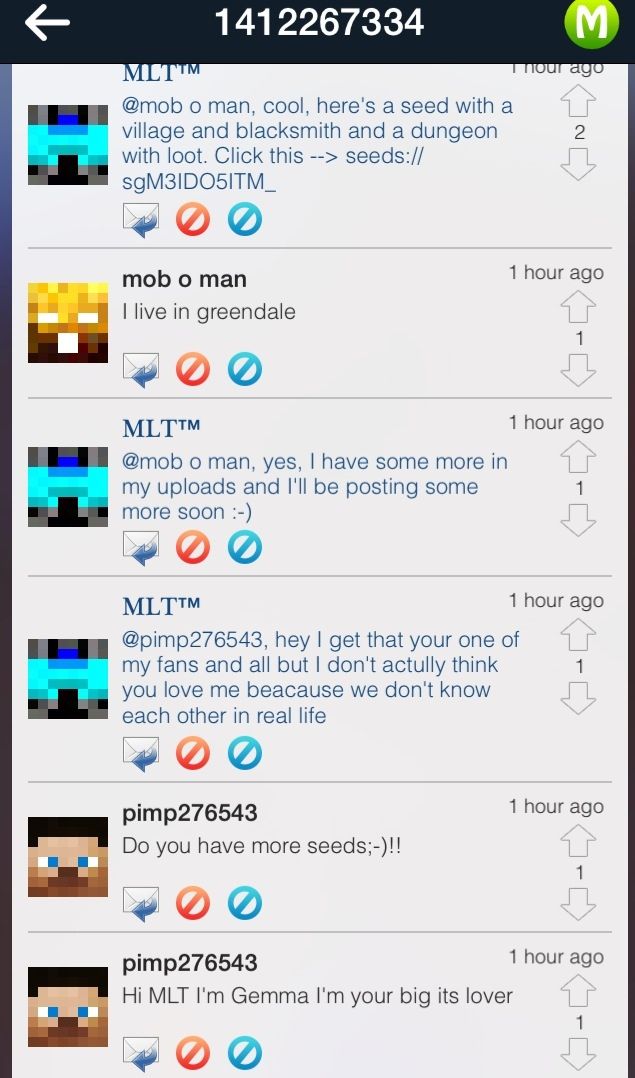 1412267334
M
MLT™
1 hour ago
@mob o man, cool, here's a seed with a
village and blacksmith and a dungeon
with loot. Click this --> seeds://
sgM3IDO5ITM_
2
mob o man
1 hour ago
I live in greendale
1
MLT™
1 hour ago
@mob o man, yes, I have some more in
my uploads and I'll be posting some
more soon :-)
1
MLT™
1 hour ago
@pimp276543, hey I get that your one of
my fans and all but I don't actully think
you love me beacause we don't know
each other in real life
1
pimp276543
1 hour ago
Do you have more seeds;-)!!
1
pimp276543
1 hour ago
Hi MLT I'm Gemma I'm your big its lover
1